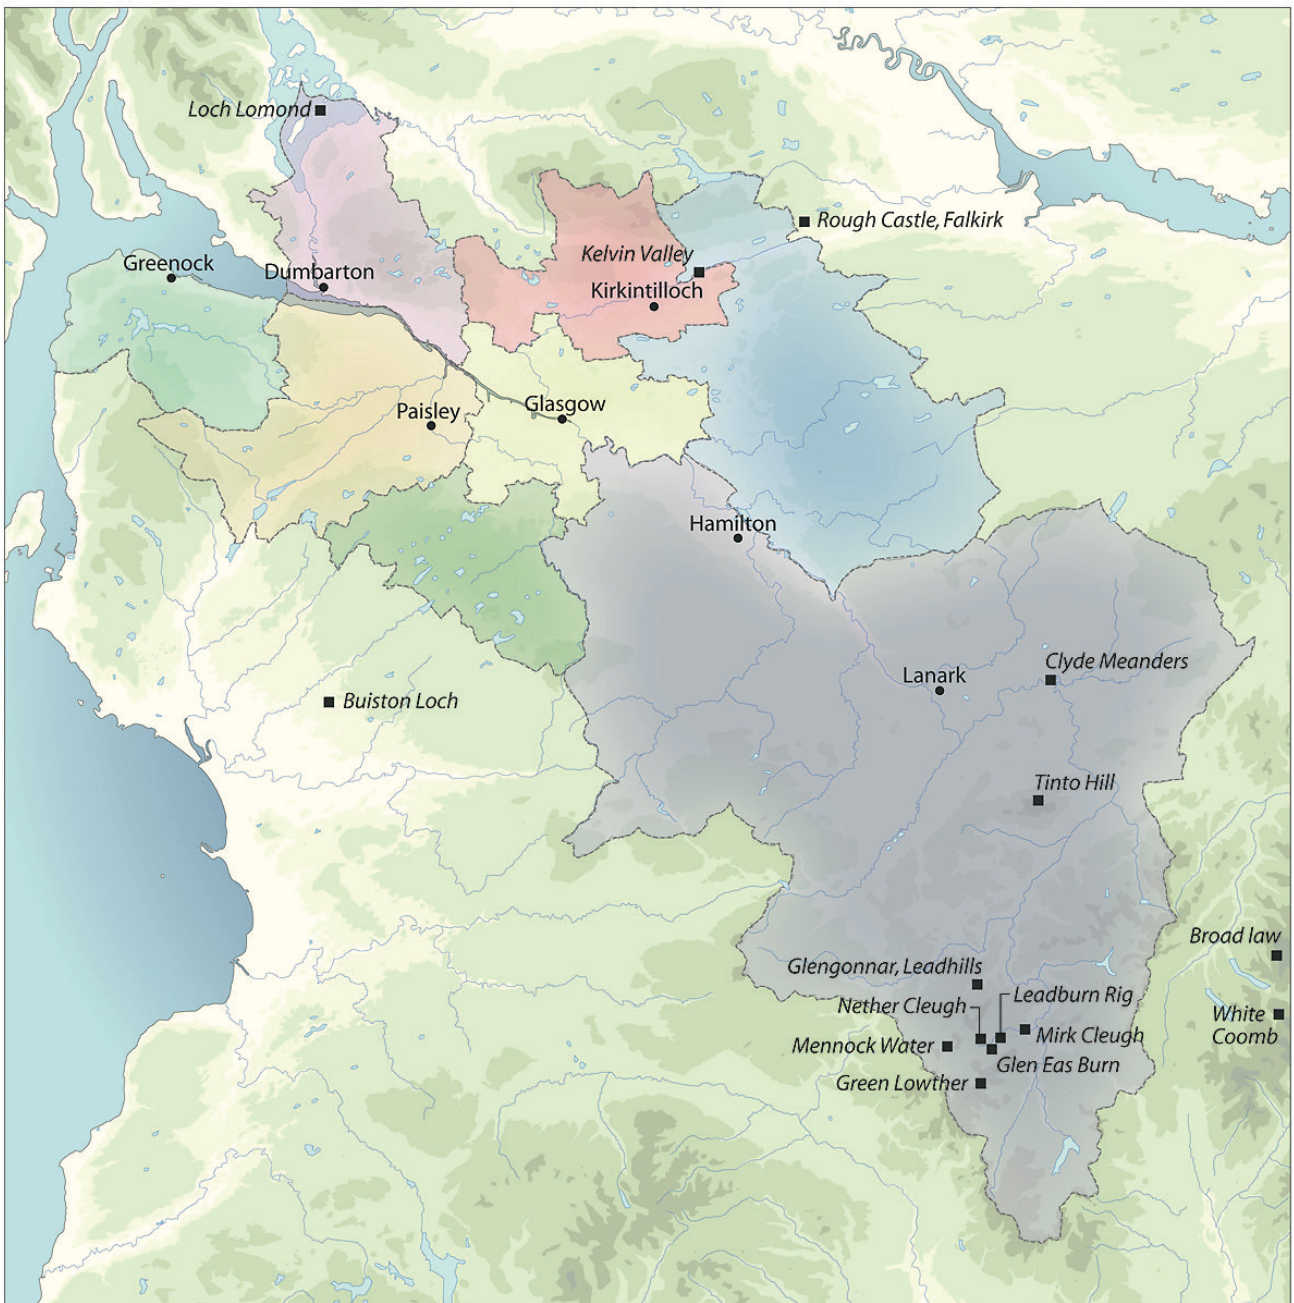 Loch Lomond
Rough Castle, Falkirk
Kelvin Valley
Greenock
Dumbarton
Kirkintilloch
Paisley
Glasgow
Hamilton
Clyde Meanders
Lanark
Buiston Loch
Tinto Hill
Broad law
Glengonnar, Leadhills
Leadburn Rig
Nether Cleugh
White
Coomb
Mirk Cleugh
Mennock Water
Glen Eas Burn
Green Lowther